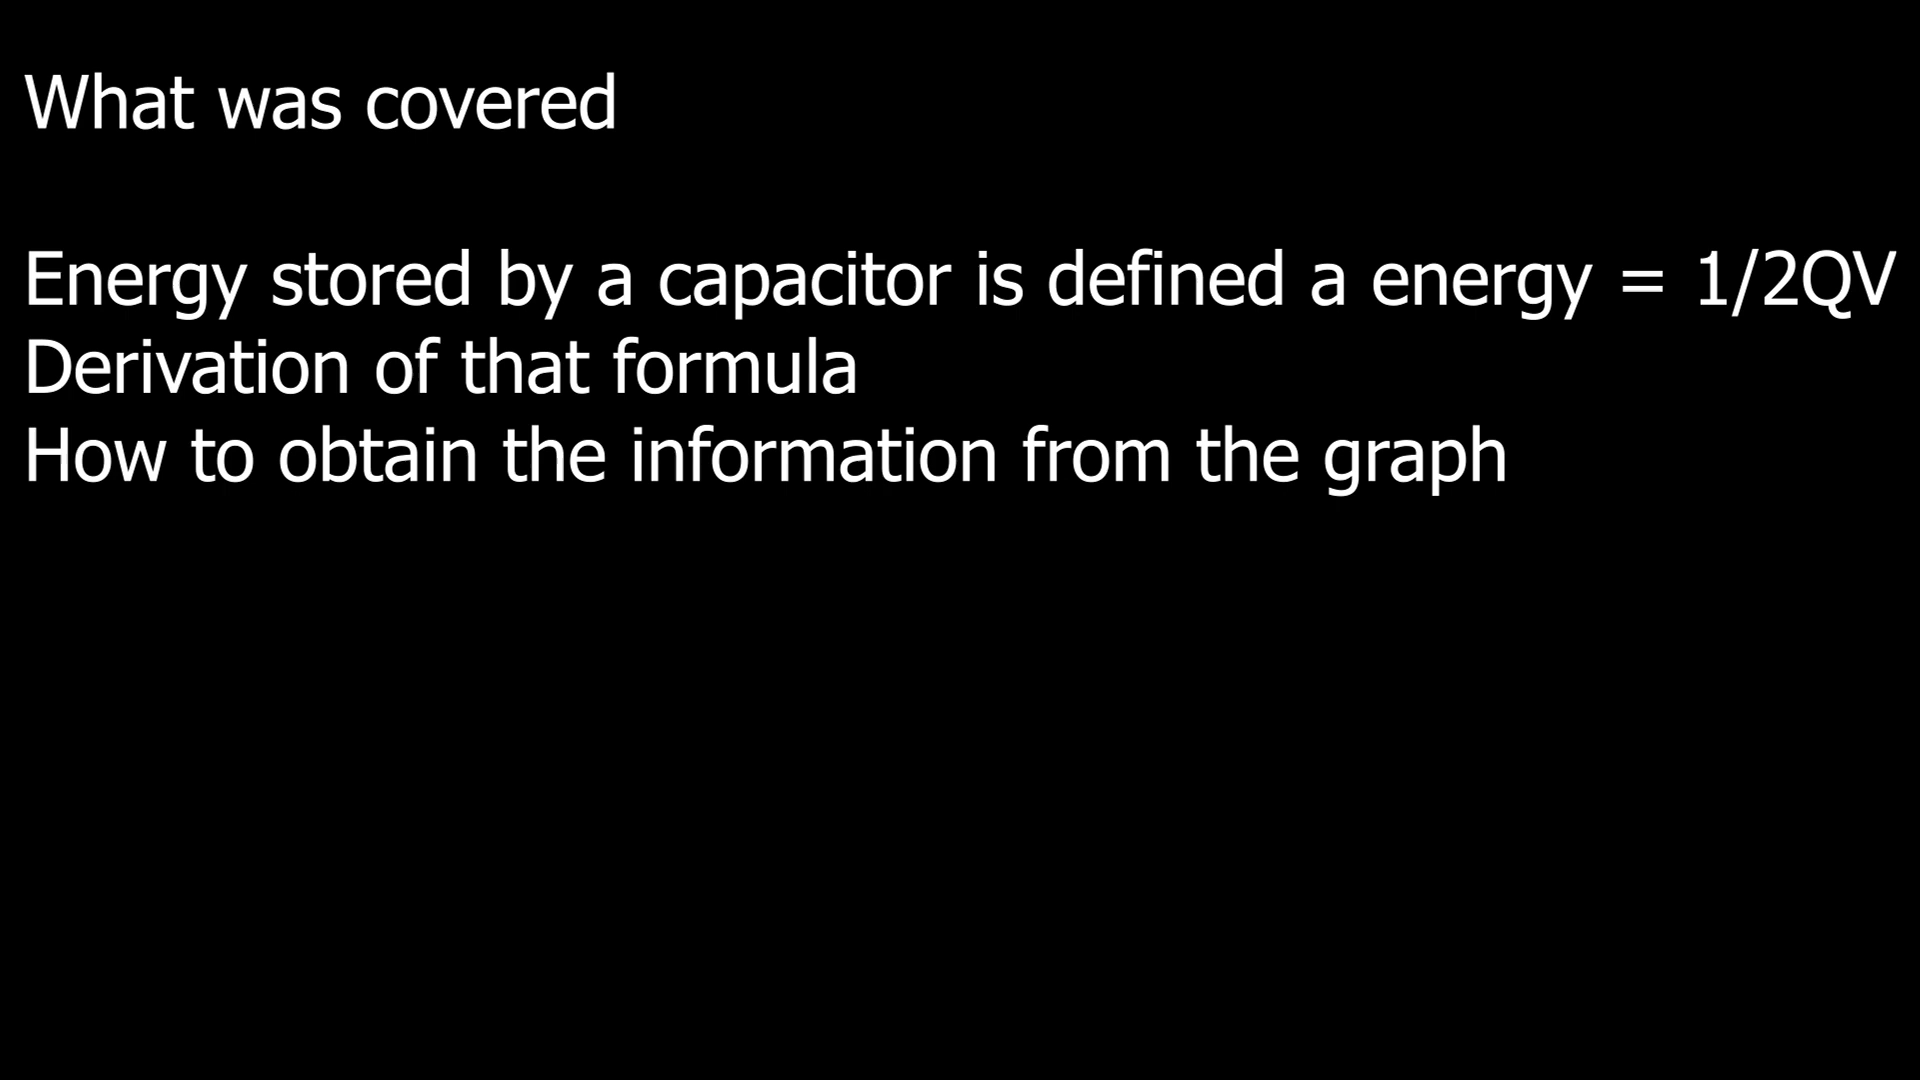 What was covered
Energy stored by a capacitor is defined a energy = 1/2QV
Derivation of that formula
How to obtain the information from the graph